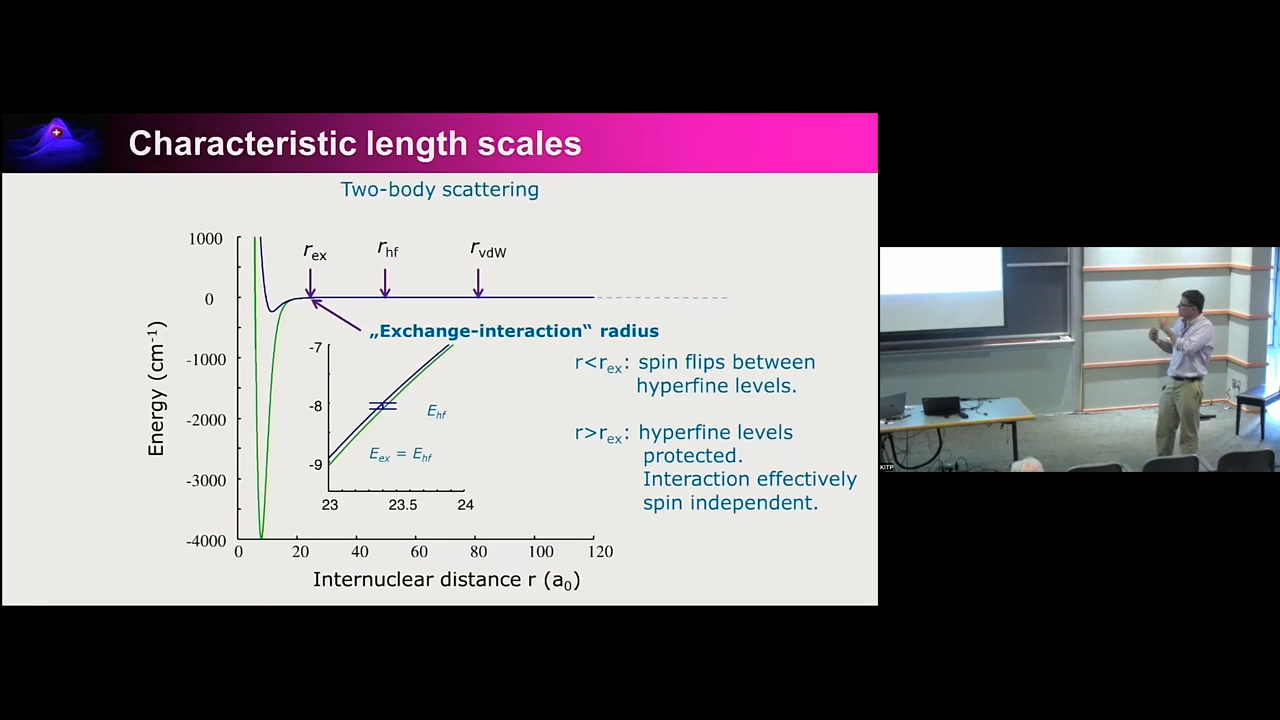 Characteristic length scales
Two-body scattering
1000
0
-1000
-2000
-3000
-4000
Energy (cm-1)
rex
rhf
rvdW
„Exchange-interaction“ radius
-7
-8
-9
Ehf
Eex = Ehf
23
23.5
24
r<rex: spin flips between
hyperfine levels.
r>rex: hyperfine levels
protected.
Interaction effectively
spin independent.
0
20
40
60
80
100
120
Internuclear distance r (a0)
KITP